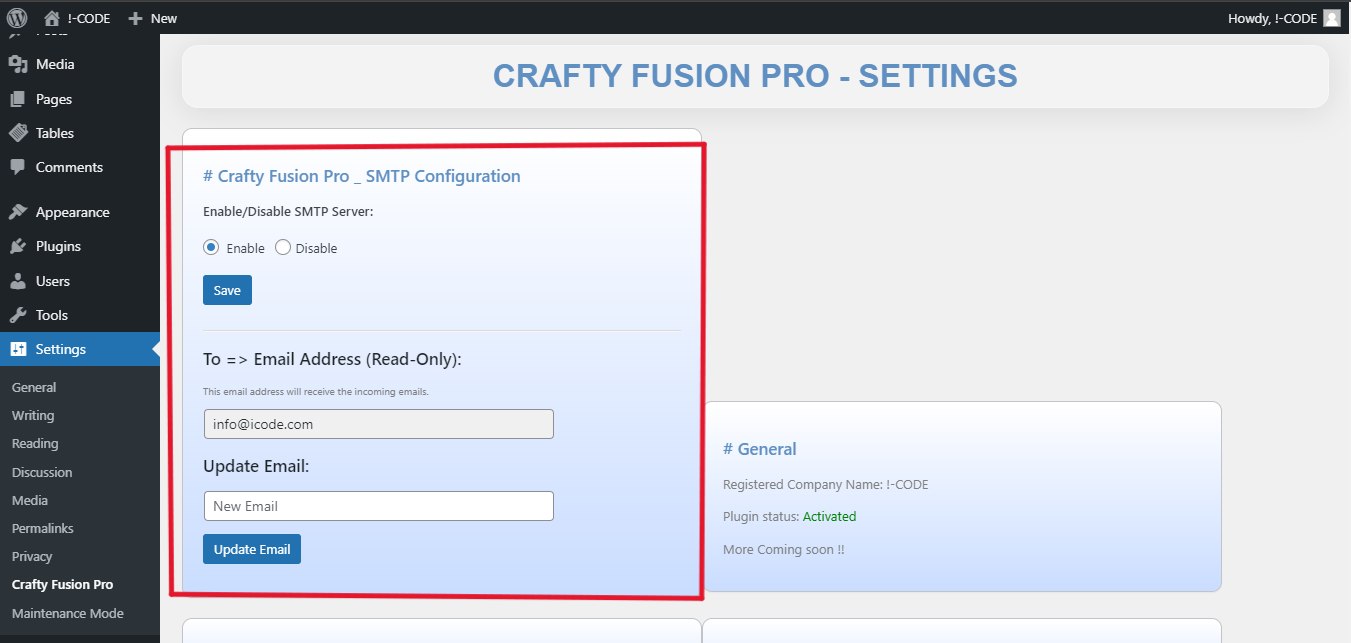 !-CODE
New
Howdy, !-CODE
Media
Pages
Tables
Comments
Appearance
Plugins
Users
Tools
Settings
General
Writing
Reading
Discussion
Media
Permalinks
Privacy
Crafty Fusion Pro
Maintenance Mode
CRAFTY FUSION PRO - SETTINGS
# Crafty Fusion Pro _ SMTP Configuration
Enable/Disable SMTP Server:
Enable
Disable
Save
To => Email Address (Read-Only):
This email address will receive the incoming emails.
info@icode.com
Update Email:
New Email
Update Email
# General
Registered Company Name: !-CODE
Plugin status: Activated
More Coming soon !!